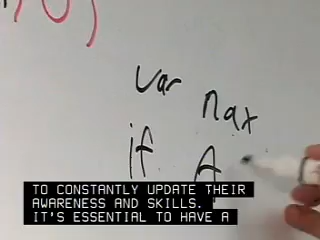 var nax
if A
TO CONSTANTLY UPDATE THEIR
AWARENESS AND SKILLS.
IT'S ESSENTIAL TO HAVE A